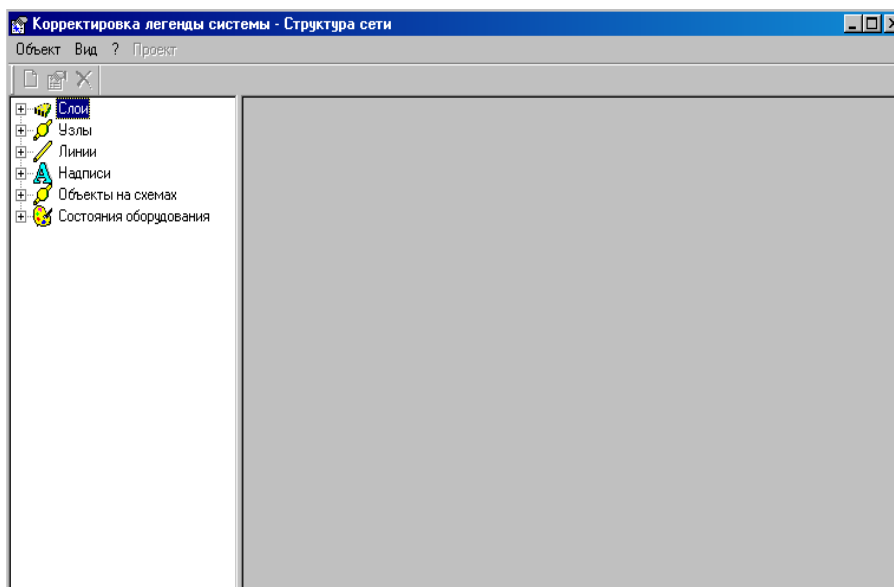 Корректировка легенды системы - Структура сети
Объект Вид ? Проект
Слои
Узлы
Линии
Надписи
Объекты на схемах
Состояния оборудования